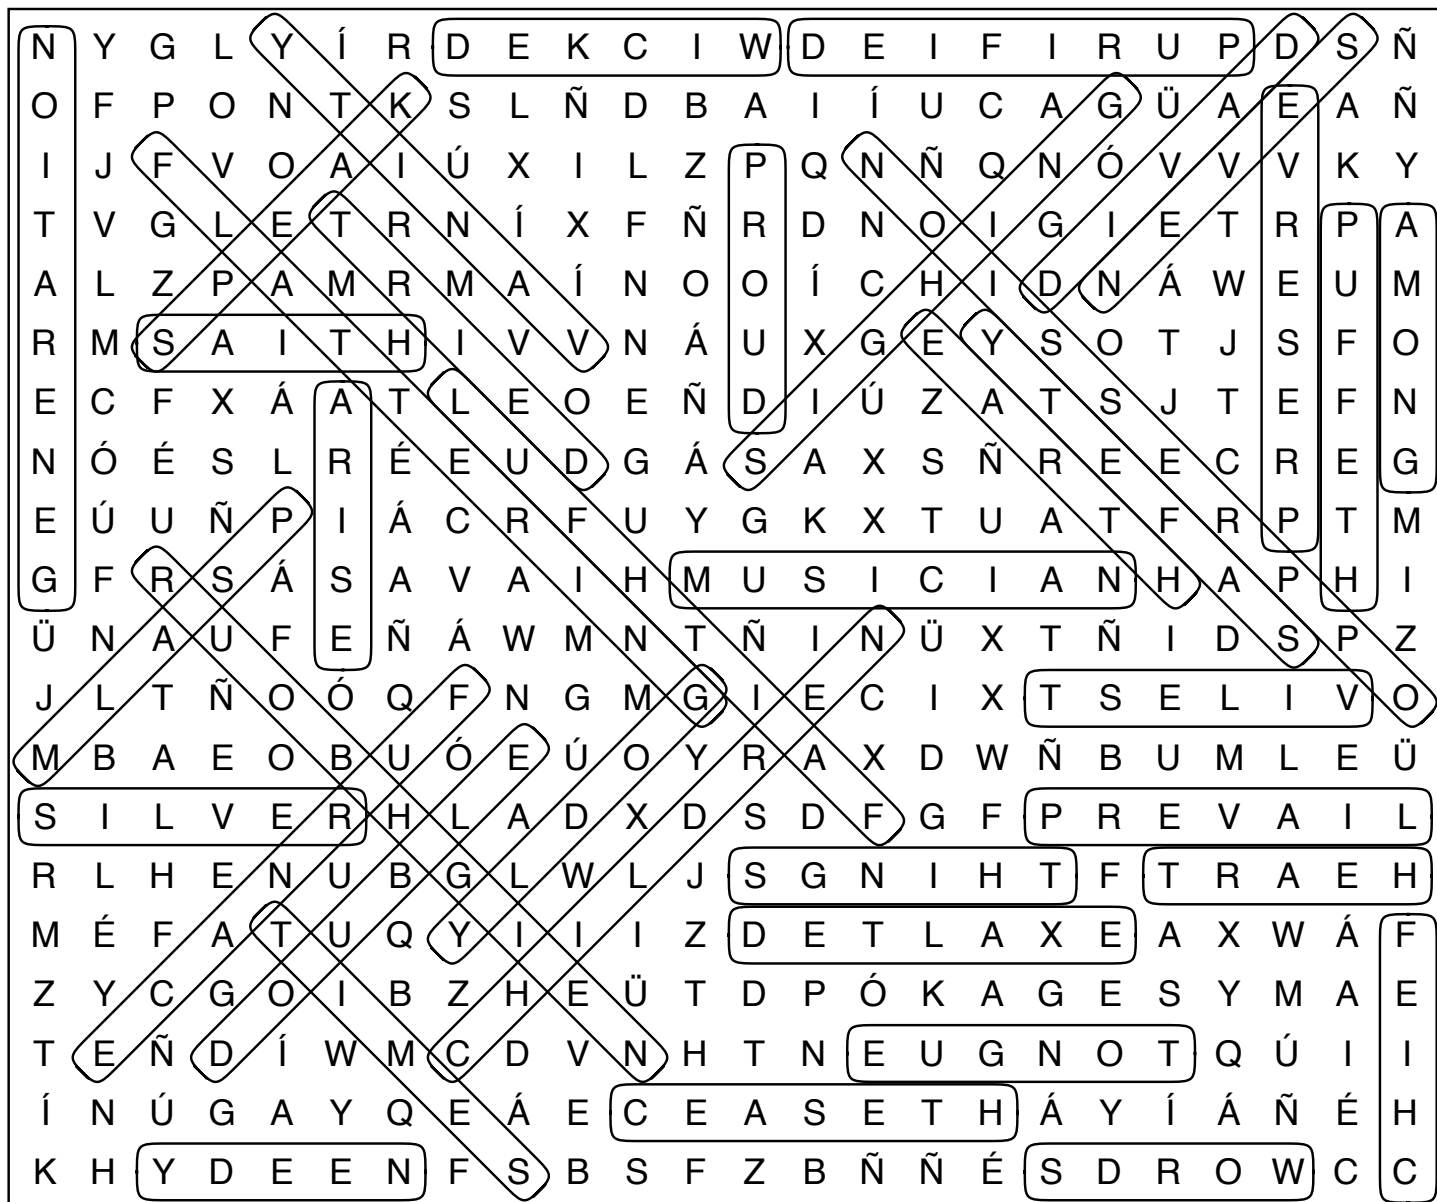 N Y G L Y Í R D E K C I W D E I F I R U P D S Ñ
O F P O N T K S L Ñ D B A I Í U C A G Ü A E A Ñ
I J F V O A I Ú X I L Z P Q N Ñ Q N Ó V V V K Y
T V G L E T R N Í X F Ñ R D N O I G I E T R P A
A L Z P A M R M A Í N O O Í C H I D N Á W E U M
R M S A I T H I V V N Á U X G E Y S O T J S F O
E C F X Á A T L E O E Ñ D I Ú Z A T S J T E F N
N Ó É S L R É E U D G Á S A X S Ñ R E E C R E G
E Ú U Ñ P I Á C R F U Y G K X T U A T F R P T M
G F R S Á S A V A I H M U S I C I A N H A P H I
Ü N A U F E Ñ Á W M N T Ñ I N Ü X T Ñ I D S P Z
J L T Ñ O Ó Q F N G M G I E C I X T S E L I V O
M B A E O B U Ó E Ú O Y R A X D W Ñ B U M L E Ü
S I L V E R H L A D X D S D F G F P R E V A I L
R L H E N U B G L W L J S G N I H T F T R A E H
M É F A T U Q Y I I I Z D E T L A X E A X W Á F
Z Y C G O I B Z H E Ü T D P Ó K A G E S Y M A E
T E Ñ D Í W M C D V N H T N E U G N O T Q Ú I I
Í N Ú G A Y Q E Á E C E A S E T H Á Y Í Á Ñ É H
K H Y D E E N F S B S F Z B Ñ Ñ É S D R O W C C